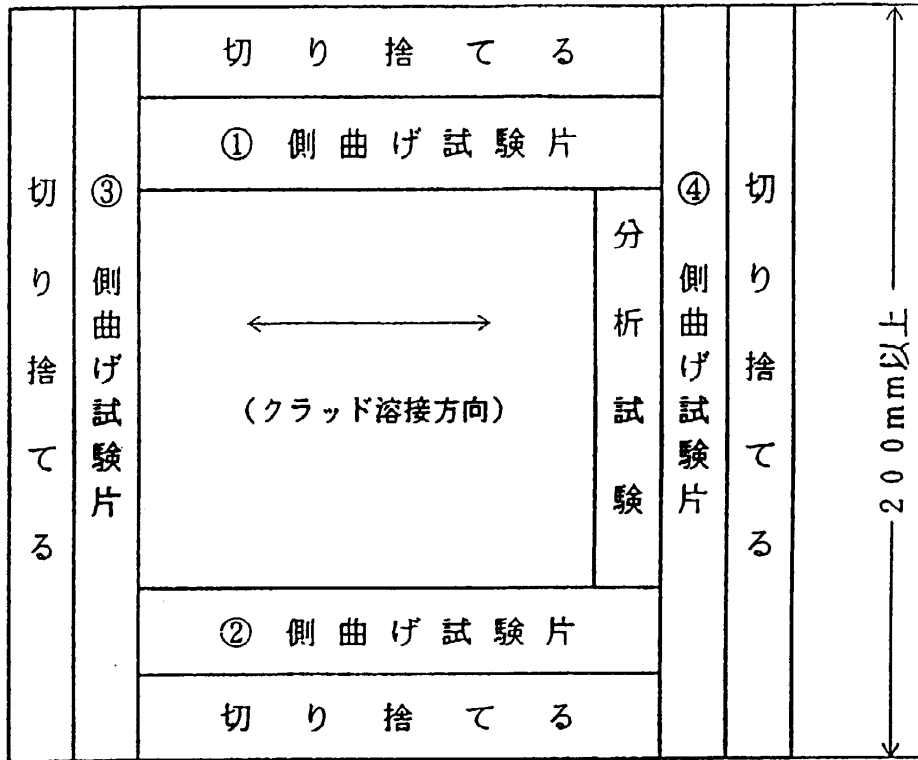 切り捨てる
① 側曲げ試験片
切り捨てる
③ 側曲げ試験片
(クラッド溶接方向)
分析試験
④ 側曲げ試験片
切り捨てる
200mm以上
② 側曲げ試験片
切り捨てる